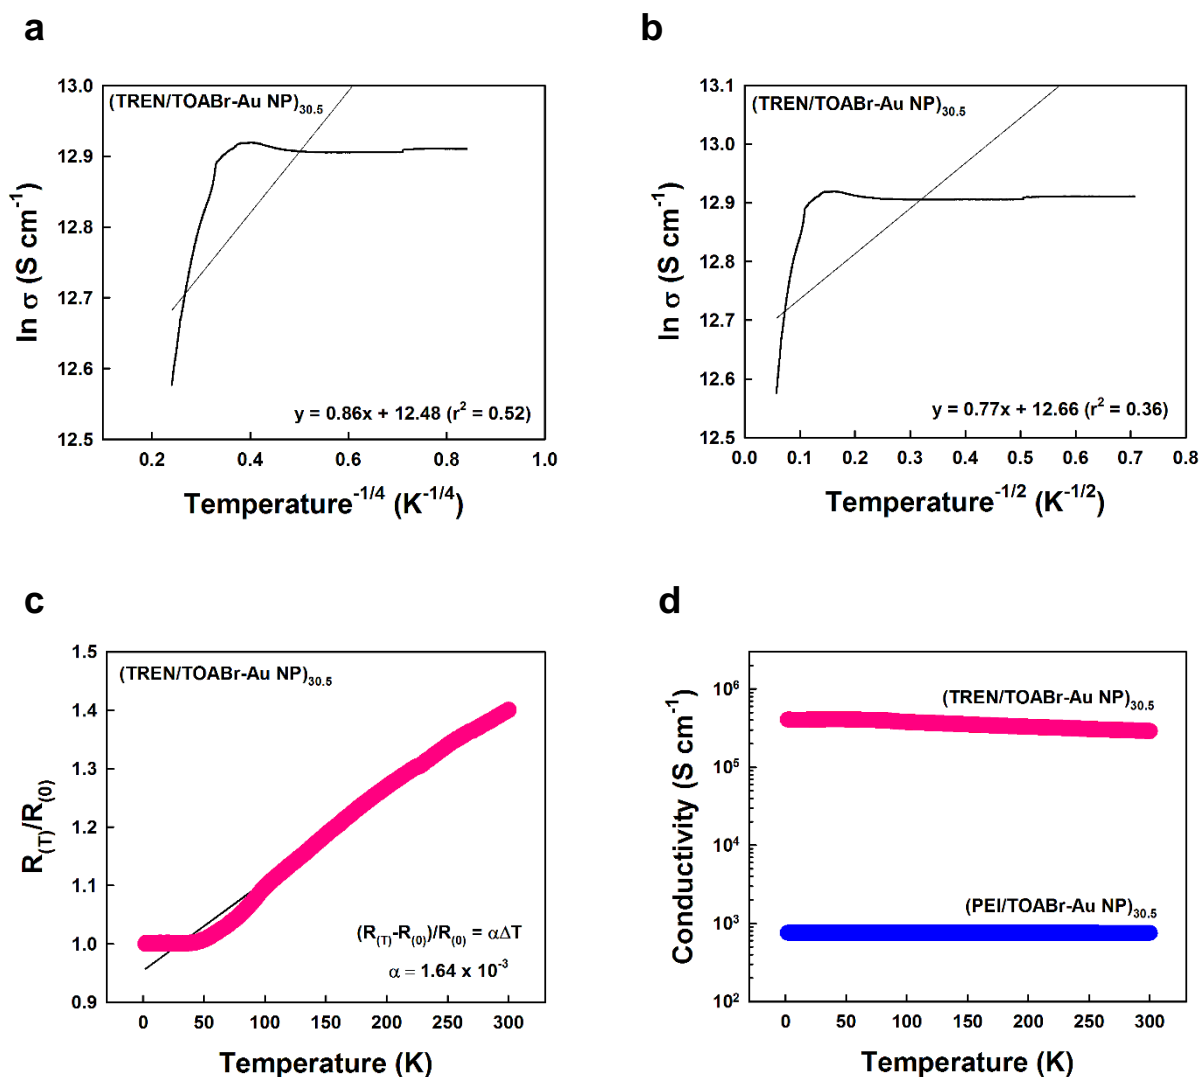 a
(TREN/TOABr-Au NP)30.5
ln σ (S cm-1)
13.0
12.9
12.8
12.7
12.6
12.5
y = 0.86x + 12.48 (r2 = 0.52)
0.2 0.4 0.6 0.8 1.0
Temperature-1/4 (K-1/4)
b
(TREN/TOABr-Au NP)30.5
ln σ (S cm-1)
13.1
13.0
12.9
12.8
12.7
12.6
12.5
y = 0.77x + 12.66 (r2 = 0.36)
0.0 0.1 0.2 0.3 0.4 0.5 0.6 0.7 0.8
Temperature-1/2 (K-1/2)
c
(TREN/TOABr-Au NP)30.5
R(T)/R(0)
1.5
1.4
1.3
1.2
1.1
1.0
0.9
(R(T)-R(0))/R(0) = αΔT
α = 1.64 x 10-3
0 50 100 150 200 250 300
Temperature (K)
d
Conductivity (S cm-1)
106
105
104
103
102
(TREN/TOABr-Au NP)30.5
(PEI/TOABr-Au NP)30.5
0 50 100 150 200 250 300
Temperature (K)